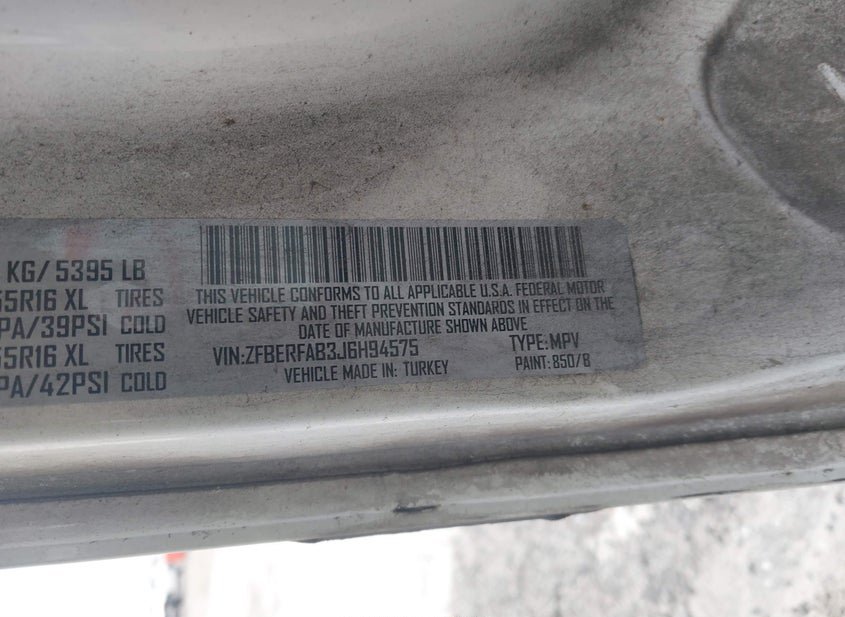 KG/ 5395 LB
THIS VEHICLE CONFORMS TO ALL APPLICABLE U.S.A. FEDERAL MOTOR
VEHICLE SAFETY AND THEFT PREVENTION STANDARDS IN EFFECT ON THE
DATE OF MANUFACTURE SHOWN ABOVE
5R16 XL TIRES
PA/39PSI COLD
5R16 XL TIRES
PA/42PSI COLD
VIN:ZFBERFAB3J6H94575 TYPE: MPV
VEHICLE MADE IN: TURKEY PAINT: 850/B